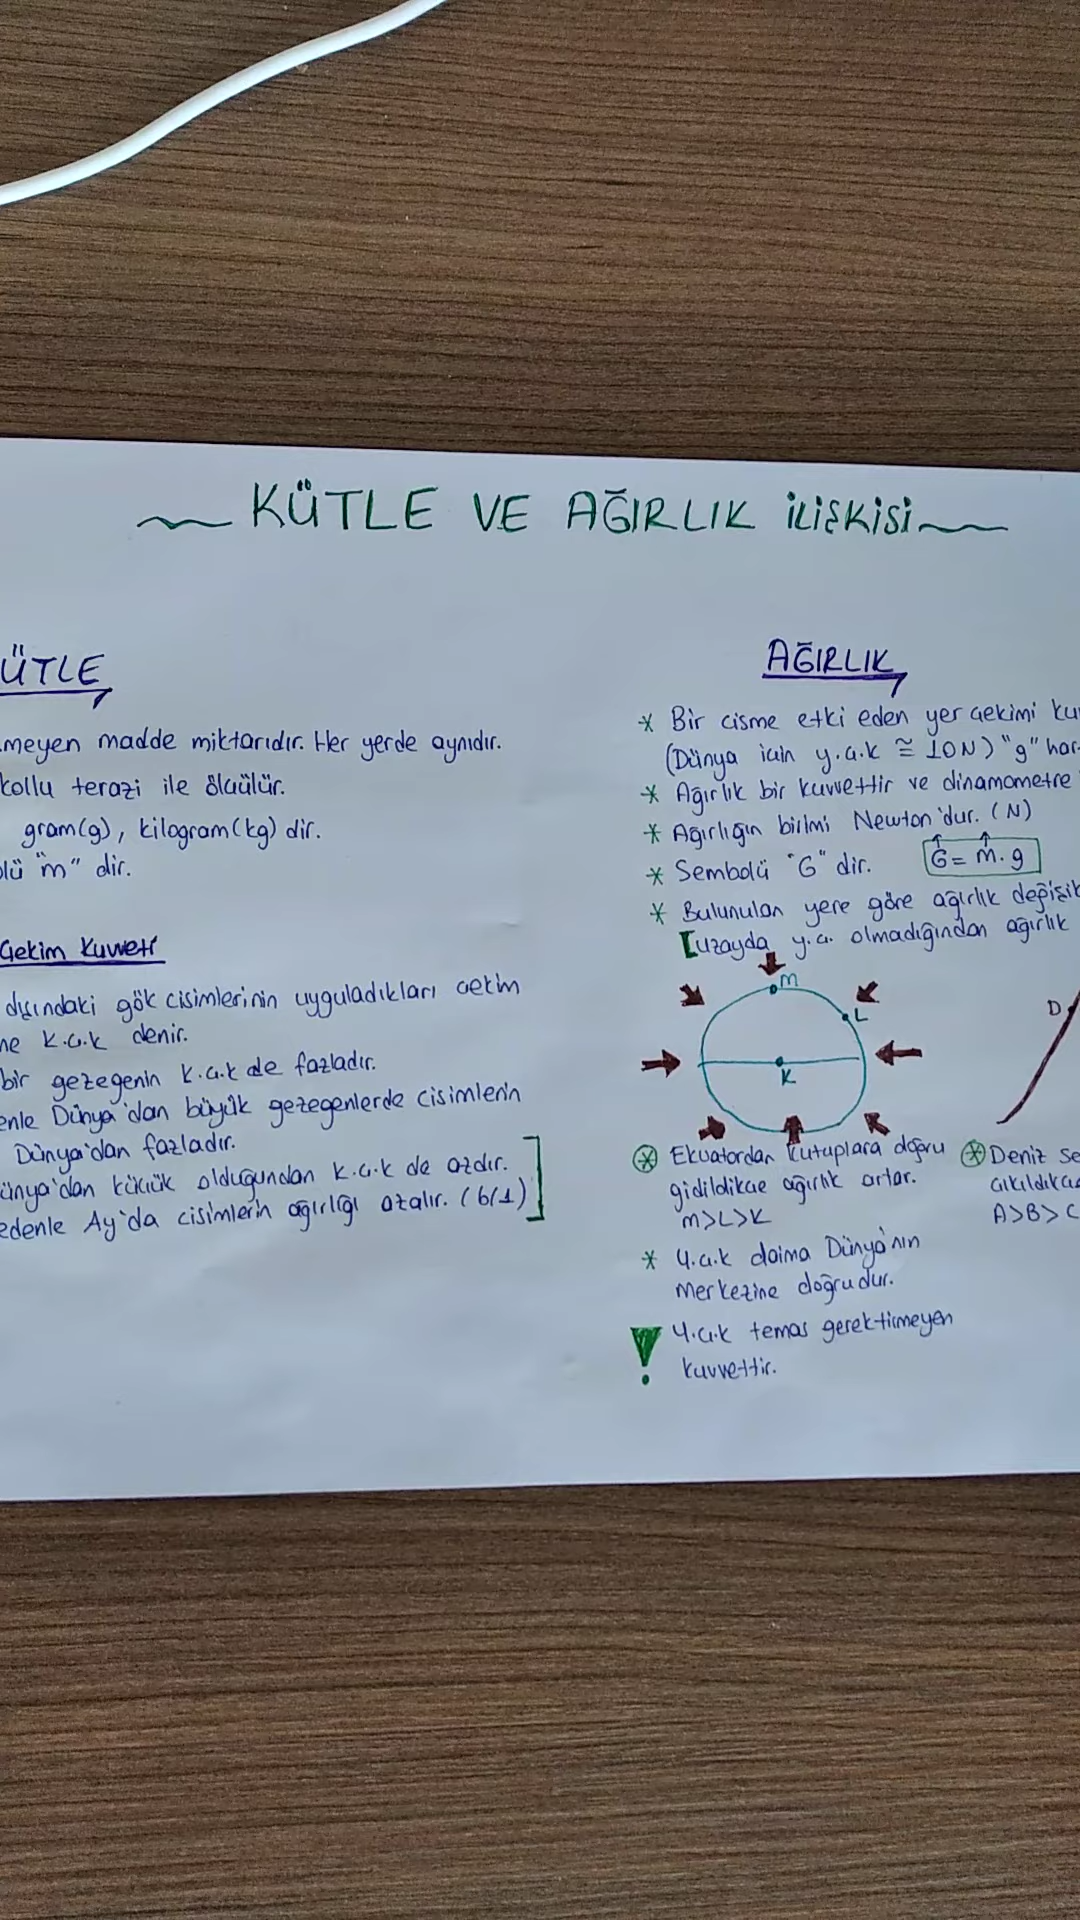 KÜTLE VE AĞIRLIK İLİŞKİSİ
ÜTLE
meyen madde miktarıdır. Her yerde aynıdır.
kollu terazi ile ölçülür.
gram(g), kilogram(kg) dir.
lü "m" dir.
Çekim Kuvveti
dışındaki gök cisimlerinin uyguladıkları çekim
ne K.Ç.K denir.
bir gezegenin K.Ç.K de fazladır.
enle Dünya'dan büyük gezegenlerde cisimlerin
Dünya'dan fazladır.
ünya'dan küçük olduğundan K.Ç.K de azdır.
edenle Ay'da cisimlerin ağırlığı azalır. (6/1)
AĞIRLIK
* Bir cisme etki eden yer çekimi ku
(Dünya için y.ç.k ≅ 10N) "g" har
* Ağırlık bir kuvvettir ve dinamometre
* Ağırlığın birimi Newton'dur. (N)
* Sembolü "G" dir. G = m.g
* Bulunulan yere göre ağırlık değişik
[Uzayda y.ç. olmadığından ağırlık
M
L
K
D
⊛ Ekvatordan kutuplara doğru
gidildikçe ağırlık artar.
M>L>K
⊛ Deniz se
çıkıldıkça
A>B>C
* Y.Ç.K daima Dünya'nın
merkezine doğrudur.
! Y.Ç.K temas gerektirmeyen
kuvvettir.